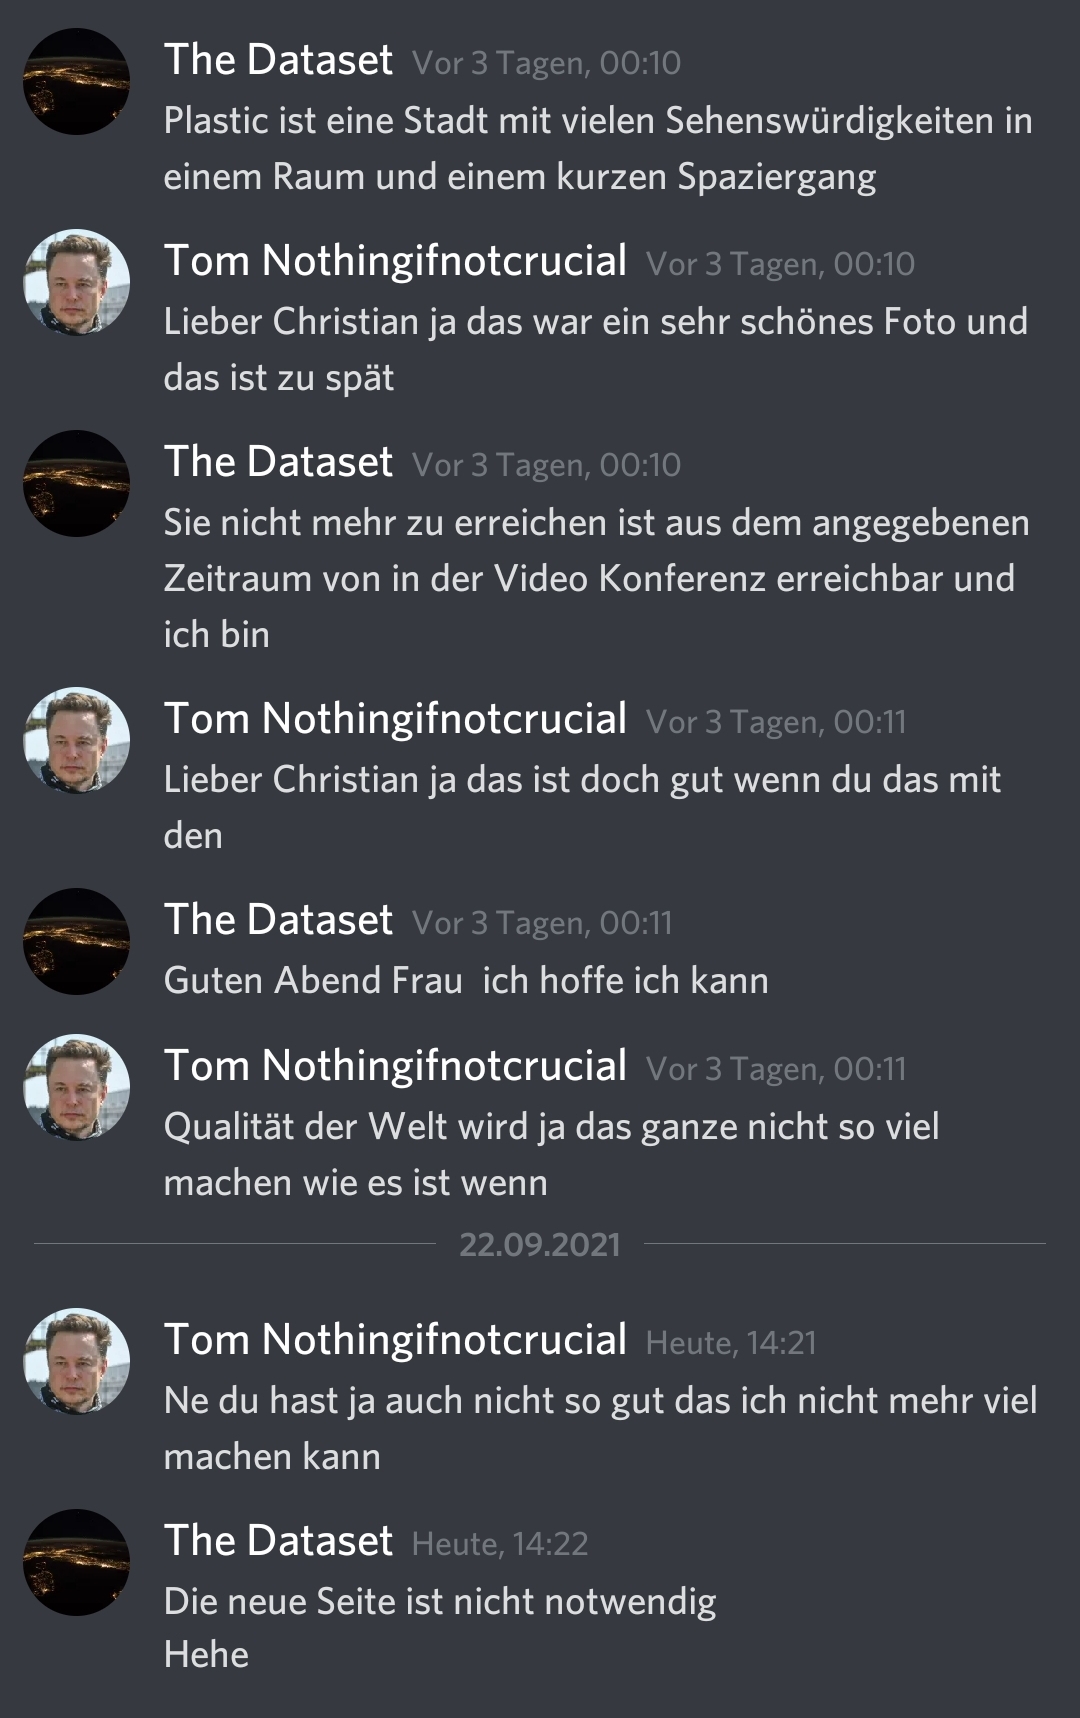 The Dataset Vor 3 Tagen, 00:10
Plastic ist eine Stadt mit vielen Sehenswürdigkeiten in
einem Raum und einem kurzen Spaziergang
Tom Nothingifnotcrucial Vor 3 Tagen, 00:10
Lieber Christian ja das war ein sehr schönes Foto und
das ist zu spät
The Dataset Vor 3 Tagen, 00:10
Sie nicht mehr zu erreichen ist aus dem angegebenen
Zeitraum von in der Video Konferenz erreichbar und
ich bin
Tom Nothingifnotcrucial Vor 3 Tagen, 00:11
Lieber Christian ja das ist doch gut wenn du das mit
den
The Dataset Vor 3 Tagen, 00:11
Guten Abend Frau  ich hoffe ich kann
Tom Nothingifnotcrucial Vor 3 Tagen, 00:11
Qualität der Welt wird ja das ganze nicht so viel
machen wie es ist wenn
22.09.2021
Tom Nothingifnotcrucial Heute, 14:21
Ne du hast ja auch nicht so gut das ich nicht mehr viel
machen kann
The Dataset Heute, 14:22
Die neue Seite ist nicht notwendig
Hehe